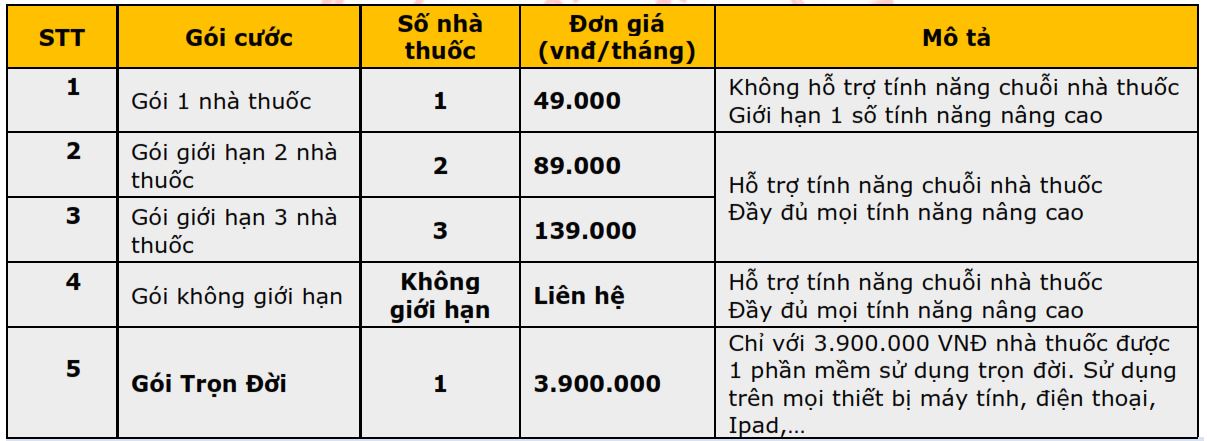 STT
Gói cước
Số nhà
thuốc
Đơn giá
(vnđ/tháng)
Mô tả
1
Gói 1 nhà thuốc
1
49.000
Không hỗ trợ tính năng chuỗi nhà thuốc
Giới hạn 1 số tính năng nâng cao
2
Gói giới hạn 2 nhà
thuốc
2
89.000
Hỗ trợ tính năng chuỗi nhà thuốc
Đầy đủ mọi tính năng nâng cao
3
Gói giới hạn 3 nhà
thuốc
3
139.000
4
Gói không giới hạn
Không
giới hạn
Liên hệ
Hỗ trợ tính năng chuỗi nhà thuốc
Đầy đủ mọi tính năng nâng cao
5
Gói Trọn Đời
1
3.900.000
Chỉ với 3.900.000 VNĐ nhà thuốc được
1 phần mềm sử dụng trọn đời. Sử dụng
trên mọi thiết bị máy tính, điện thoại,
Ipad,…